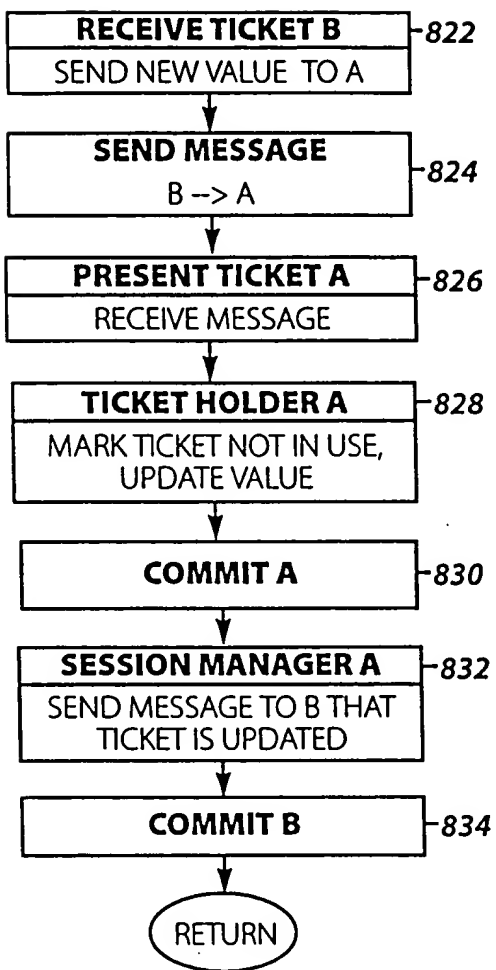 RECEIVE TICKET B
822
SEND NEW VALUE TO A
SEND MESSAGE
824
B --> A
PRESENT TICKET A
826
RECEIVE MESSAGE
TICKET HOLDER A
828
MARK TICKET NOT IN USE,
UPDATE VALUE
COMMIT A
830
SESSION MANAGER A
832
SEND MESSAGE TO B THAT
TICKET IS UPDATED
COMMIT B
834
RETURN